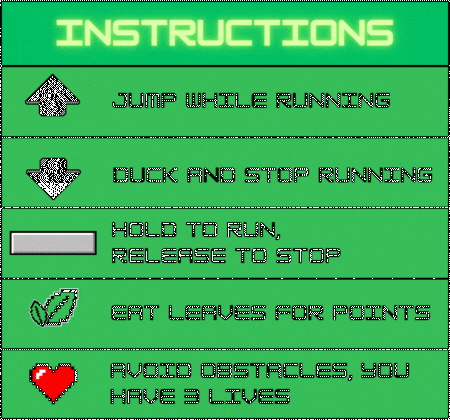 INSTRUCTIONS
JUMP WHILE RUNNING
DUCK AND STOP RUNNING
HOLD TO RUN,
RELEASE TO STOP
EAT LEAVES FOR POINTS
AVOID OBSTACLES, YOU
HAVE 3 LIVES